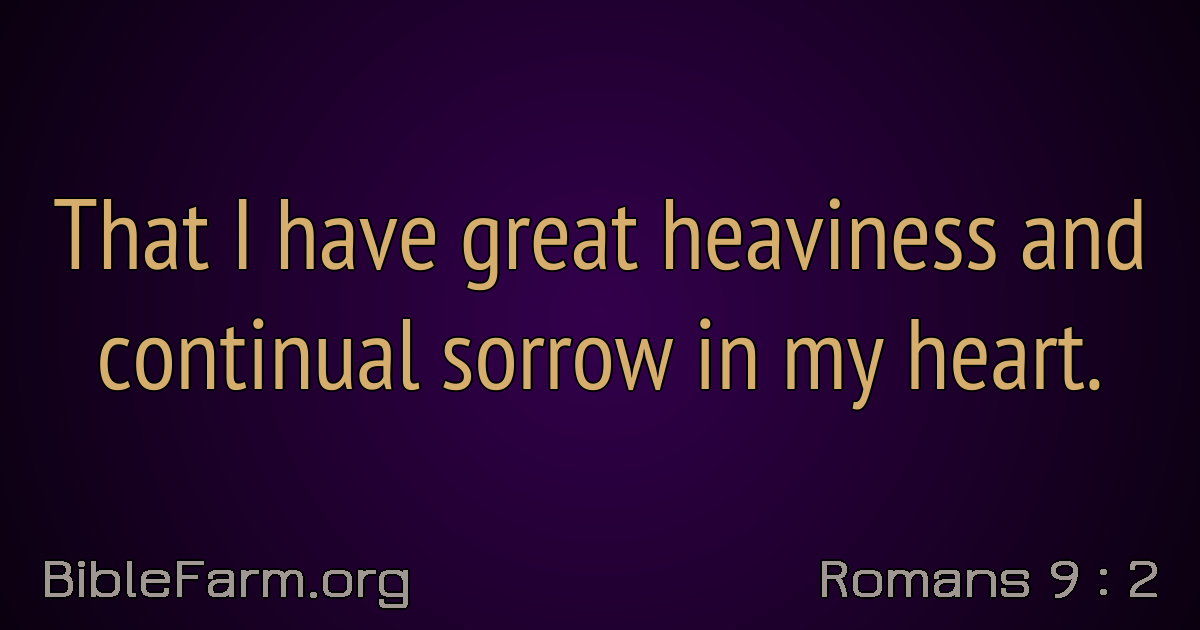 That I have great heaviness and
continual sorrow in my heart.
BibleFarm.org
Romans 9 : 2